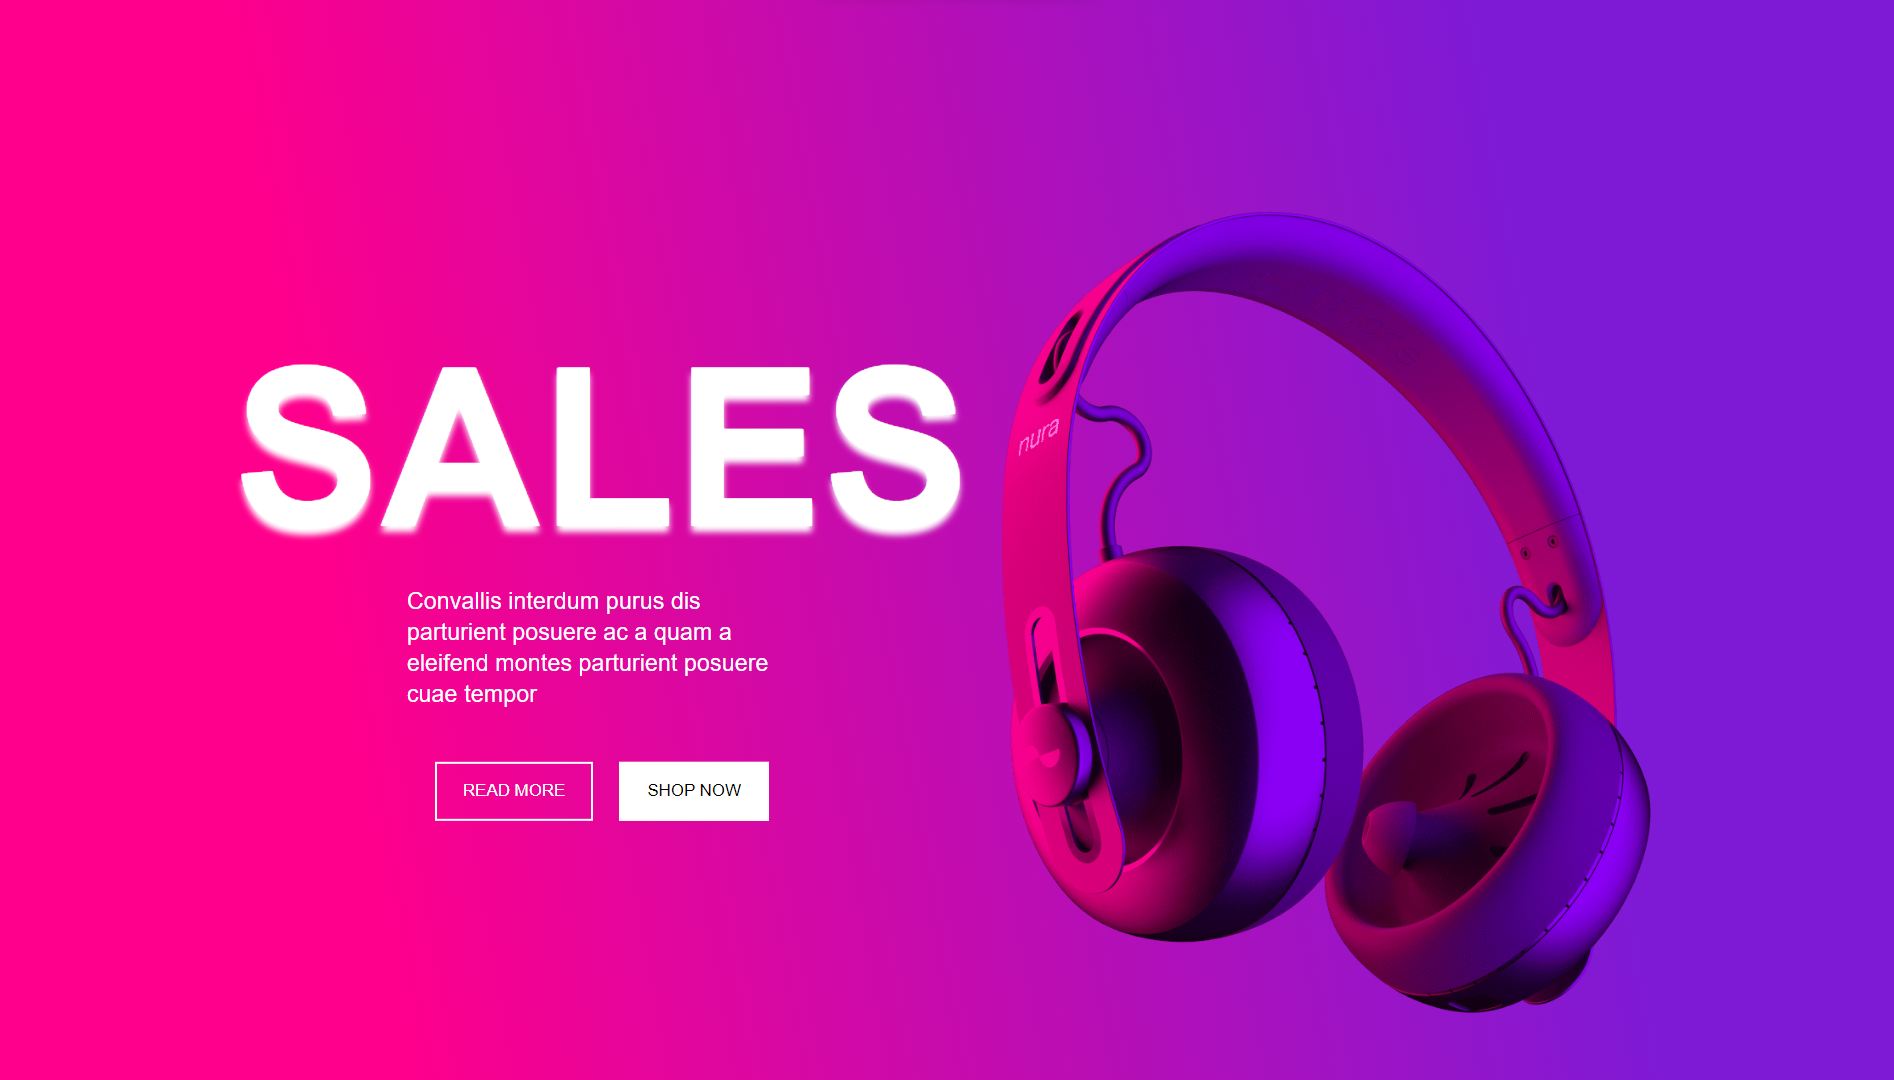 SALES
nura
Convallis interdum purus dis
parturient posuere ac a quam a
eleifend montes parturient posuere
cuae tempor
READ MORE
SHOP NOW